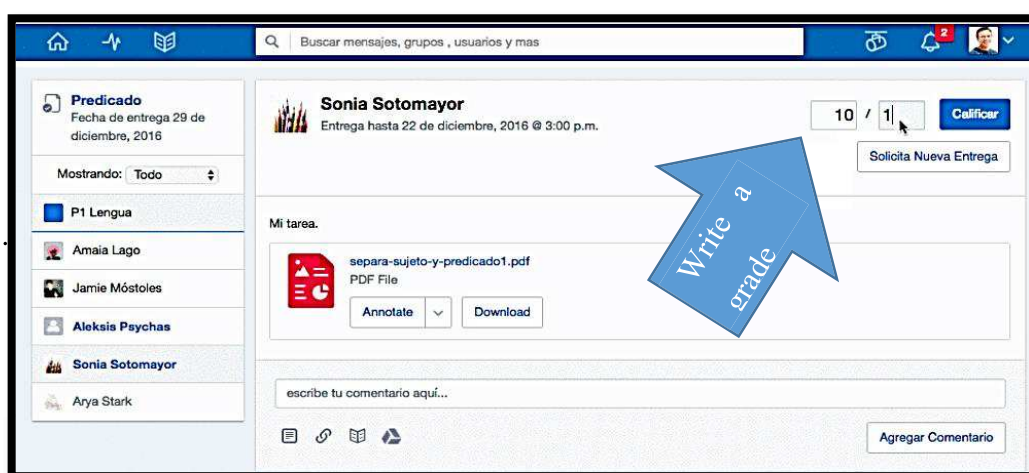 Buscar mensajes, grupos , usuarios y mas
2
Predicado
Fecha de entrega 29 de
diciembre, 2016
Mostrando: Todo
P1 Lengua
Amaia Lago
Jamie Móstoles
Aleksis Psychas
Sonia Sotomayor
Arya Stark
Sonia Sotomayor
Entrega hasta 22 de diciembre, 2016 @ 3:00 p.m.
10 / 1
Calificar
Solicita Nueva Entrega
Mi tarea.
separa-sujeto-y-predicado1.pdf
PDF File
Annotate
Download
Write a
grade
escribe tu comentario aquí...
Agregar Comentario